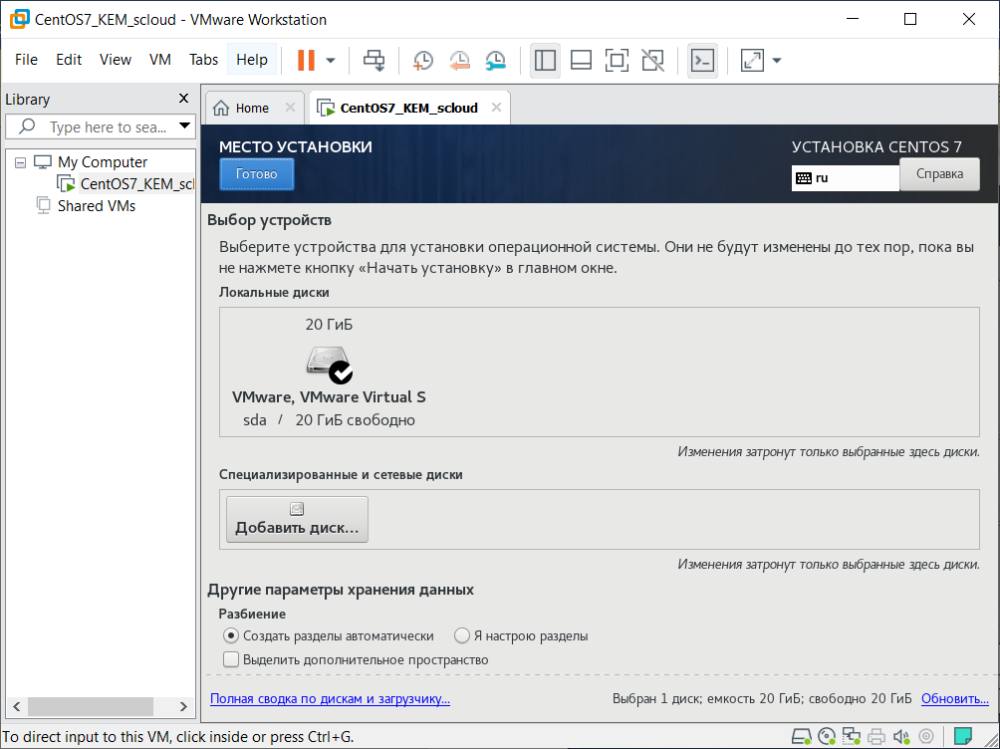 CentOS7_KEM_scloud - VMware Workstation
File Edit View VM Tabs Help
Library
Home
CentOS7_KEM_scloud
Type here to sea...
My Computer
CentOS7_KEM_scl
Shared VMs
МЕСТО УСТАНОВКИ
УСТАНОВКА CENTOS 7
Готово
ru
Справка
Выбор устройств
Выберите устройства для установки операционной системы. Они не будут изменены до тех пор, пока вы
не нажмете кнопку «Начать установку» в главном окне.
Локальные диски
20 ГиБ
VMware, VMware Virtual S
sda / 20 ГиБ свободно
Изменения затронут только выбранные здесь диски.
Специализированные и сетевые диски
Добавить диск...
Изменения затронут только выбранные здесь диски.
Другие параметры хранения данных
Разбиение
Создать разделы автоматически
Я настрою разделы
Выделить дополнительное пространство
Полная сводка по дискам и загрузчику...
Выбран 1 диск; емкость 20 ГиБ; свободно 20 ГиБ
Обновить...
To direct input to this VM, click inside or press Ctrl+G.